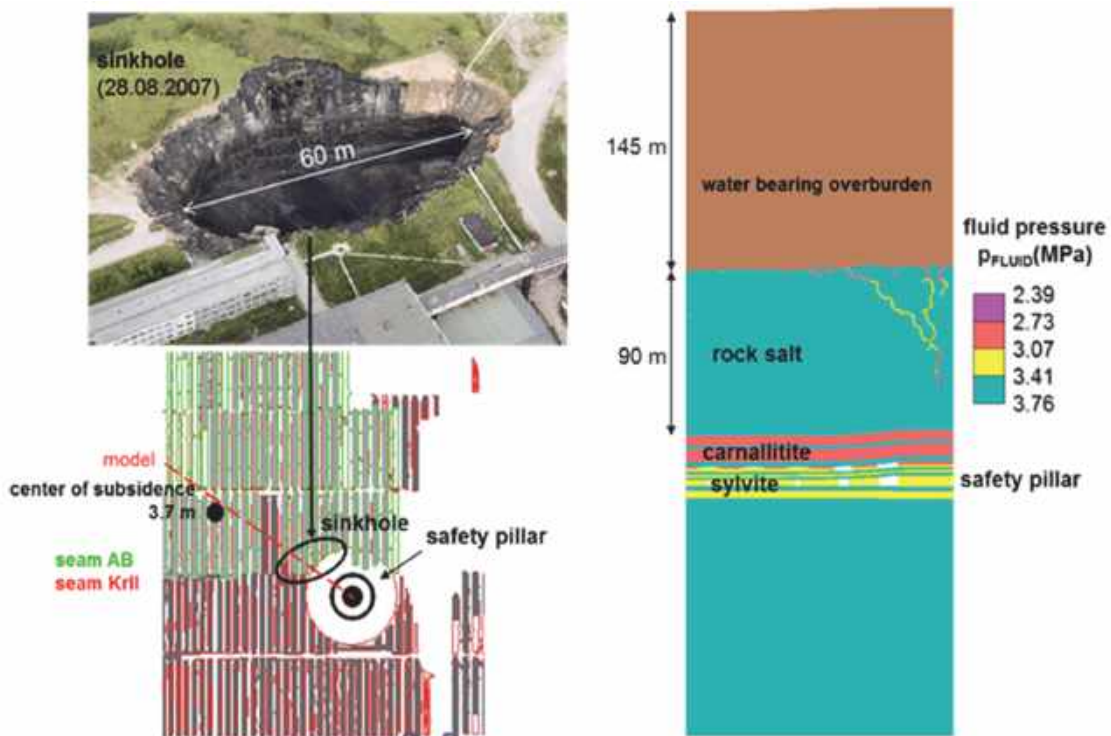 sinkhole
(28.08.2007)
60 m
model
center of subsidence
3.7 m
sinkhole
safety pillar
seam AB
seam KrII
145 m
water bearing overburden
90 m
rock salt
carnallitite
sylvite
safety pillar
fluid pressure
pFLUID(MPa)
2.39
2.73
3.07
3.41
3.76